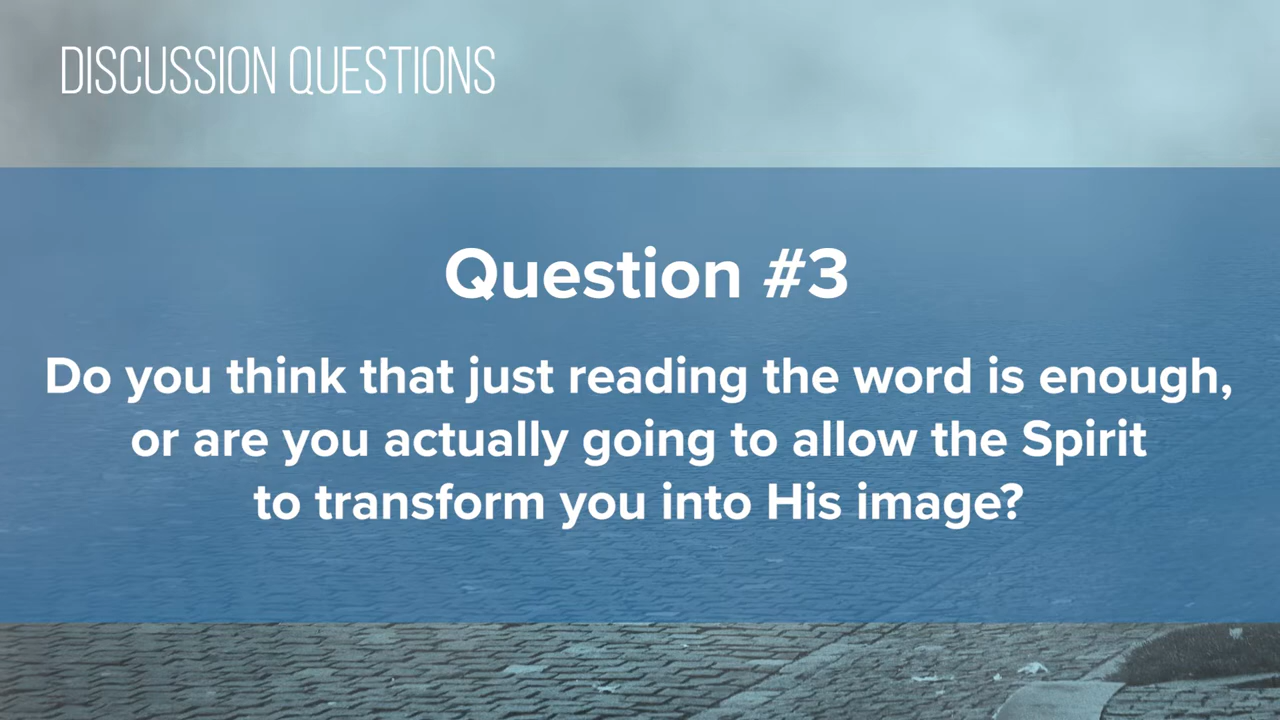 DISCUSSION QUESTIONS
Question #3
Do you think that just reading the word is enough,
or are you actually going to allow the Spirit
to transform you into His image?